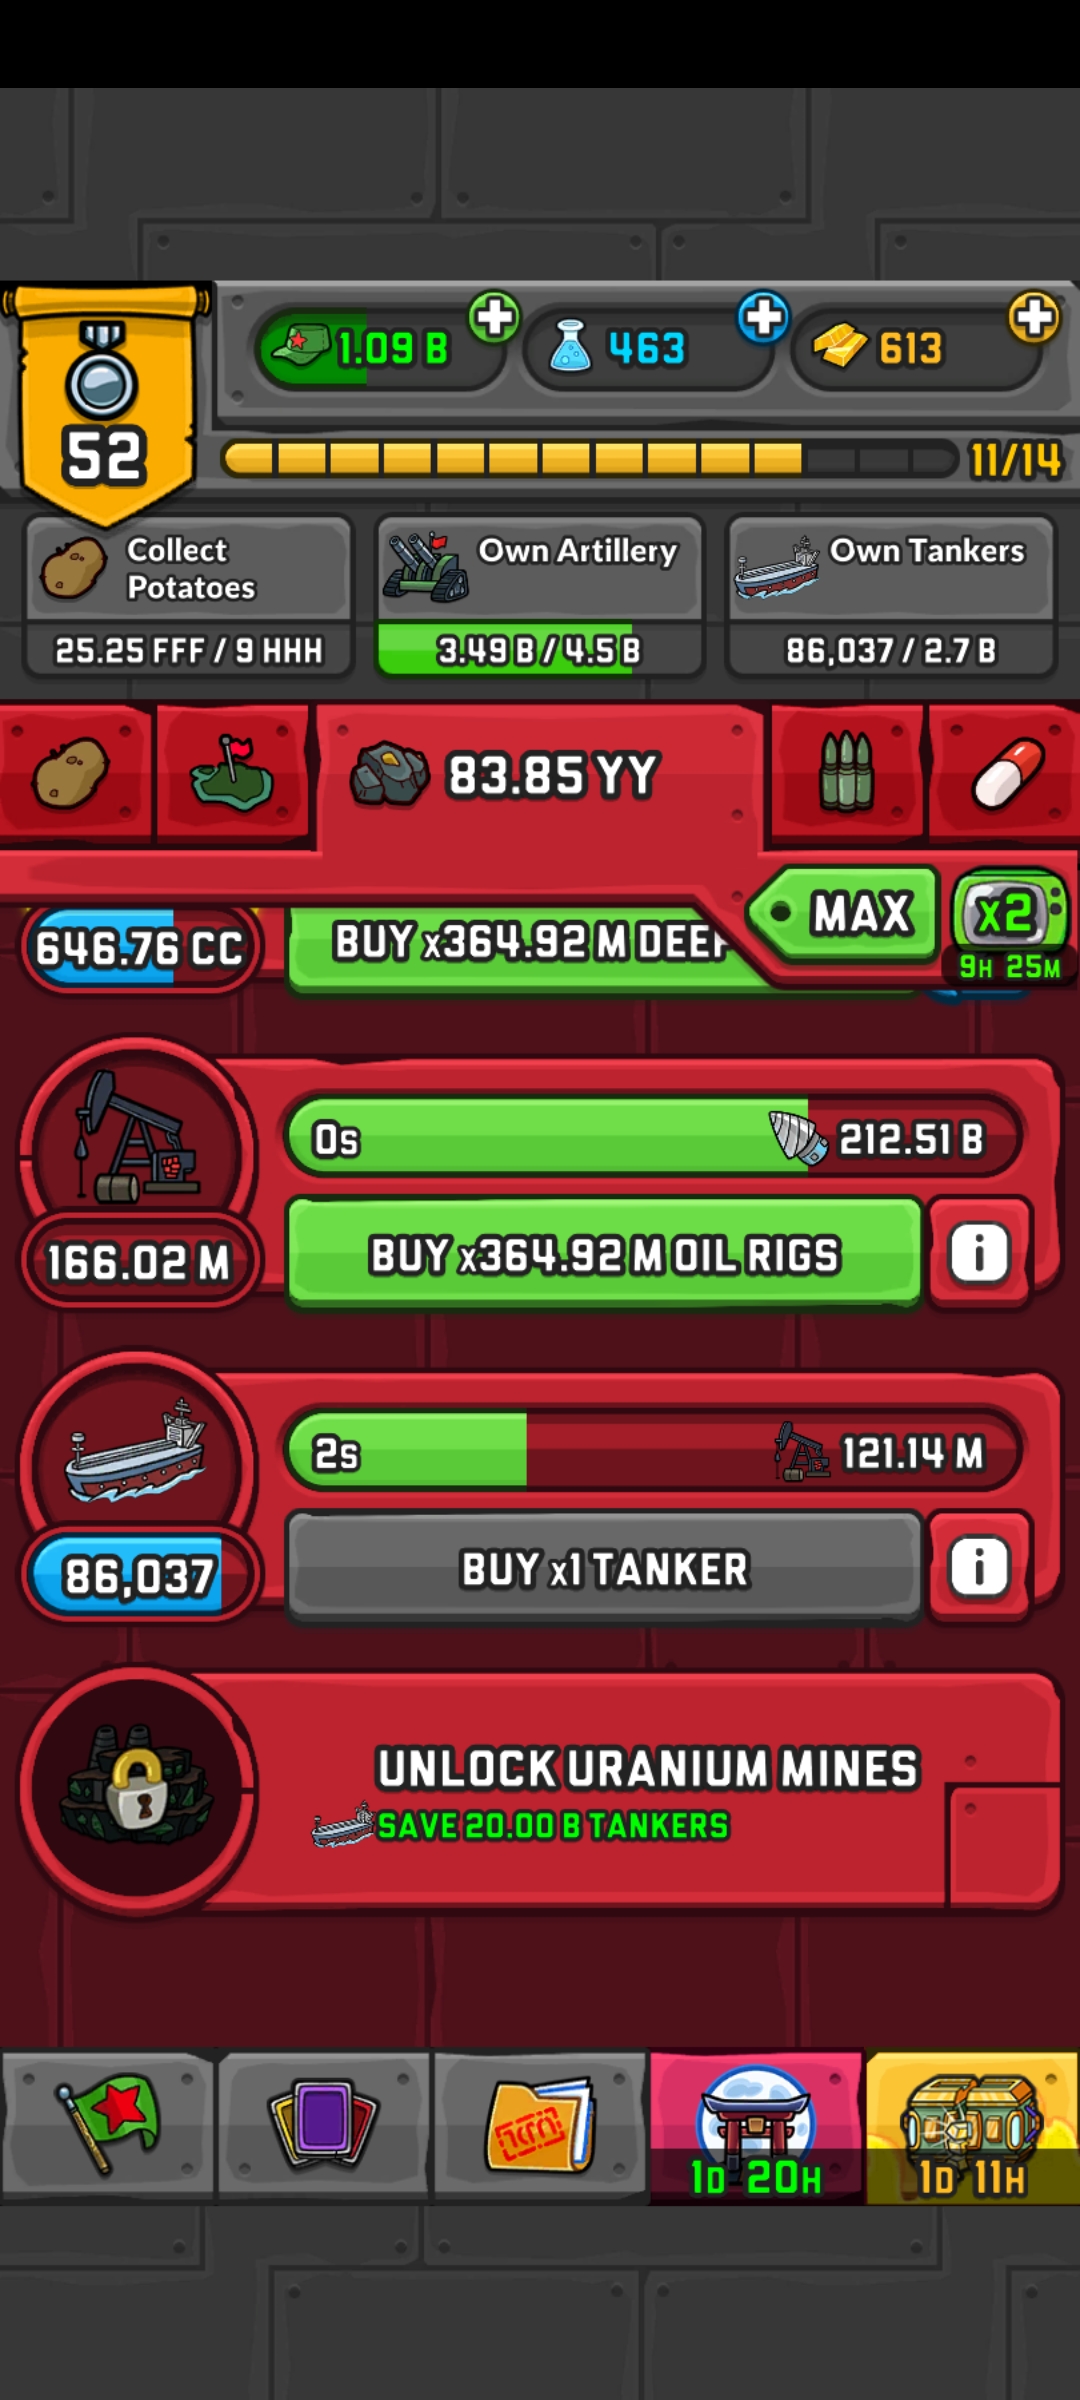 1.09 B
463
613
52
11/14
Collect
Potatoes
25.25 FFF / 9 HHH
Own Artillery
3.49 B / 4.5 B
Own Tankers
86,037 / 2.7 B
83.85 YY
MAX
x2
9H 25M
646.76 CC
BUY x364.92 M
0s
212.51 B
166.02 M
BUY x364.92 M OIL RIGS
i
2s
121.14 M
86,037
BUY x1 TANKER
i
UNLOCK URANIUM MINES
SAVE 20.00 B TANKERS
1D 20H
1D 11H